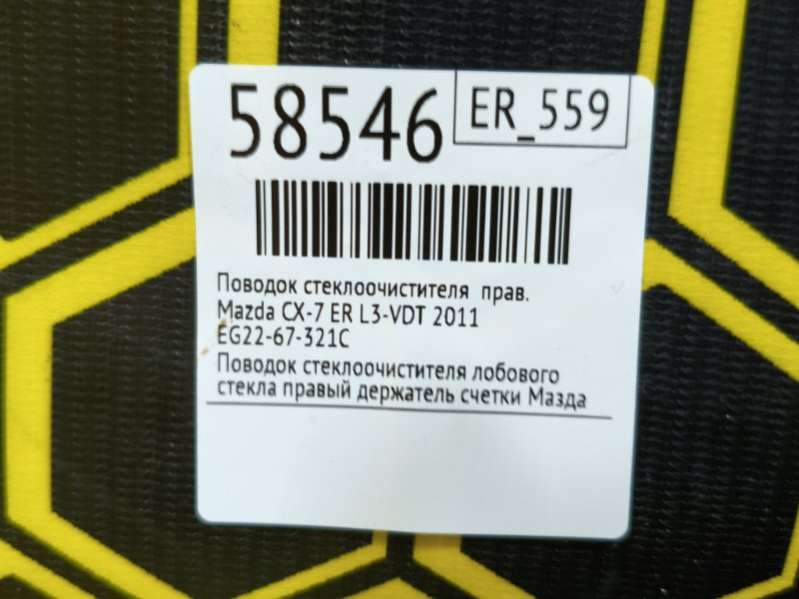 58546
ER_559
Поводок стеклоочистителя прав.
Mazda CX-7 ER L3-VDT 2011
EG22-67-321C
Поводок стеклоочистителя лобового
стекла правый держатель счетки Мазда